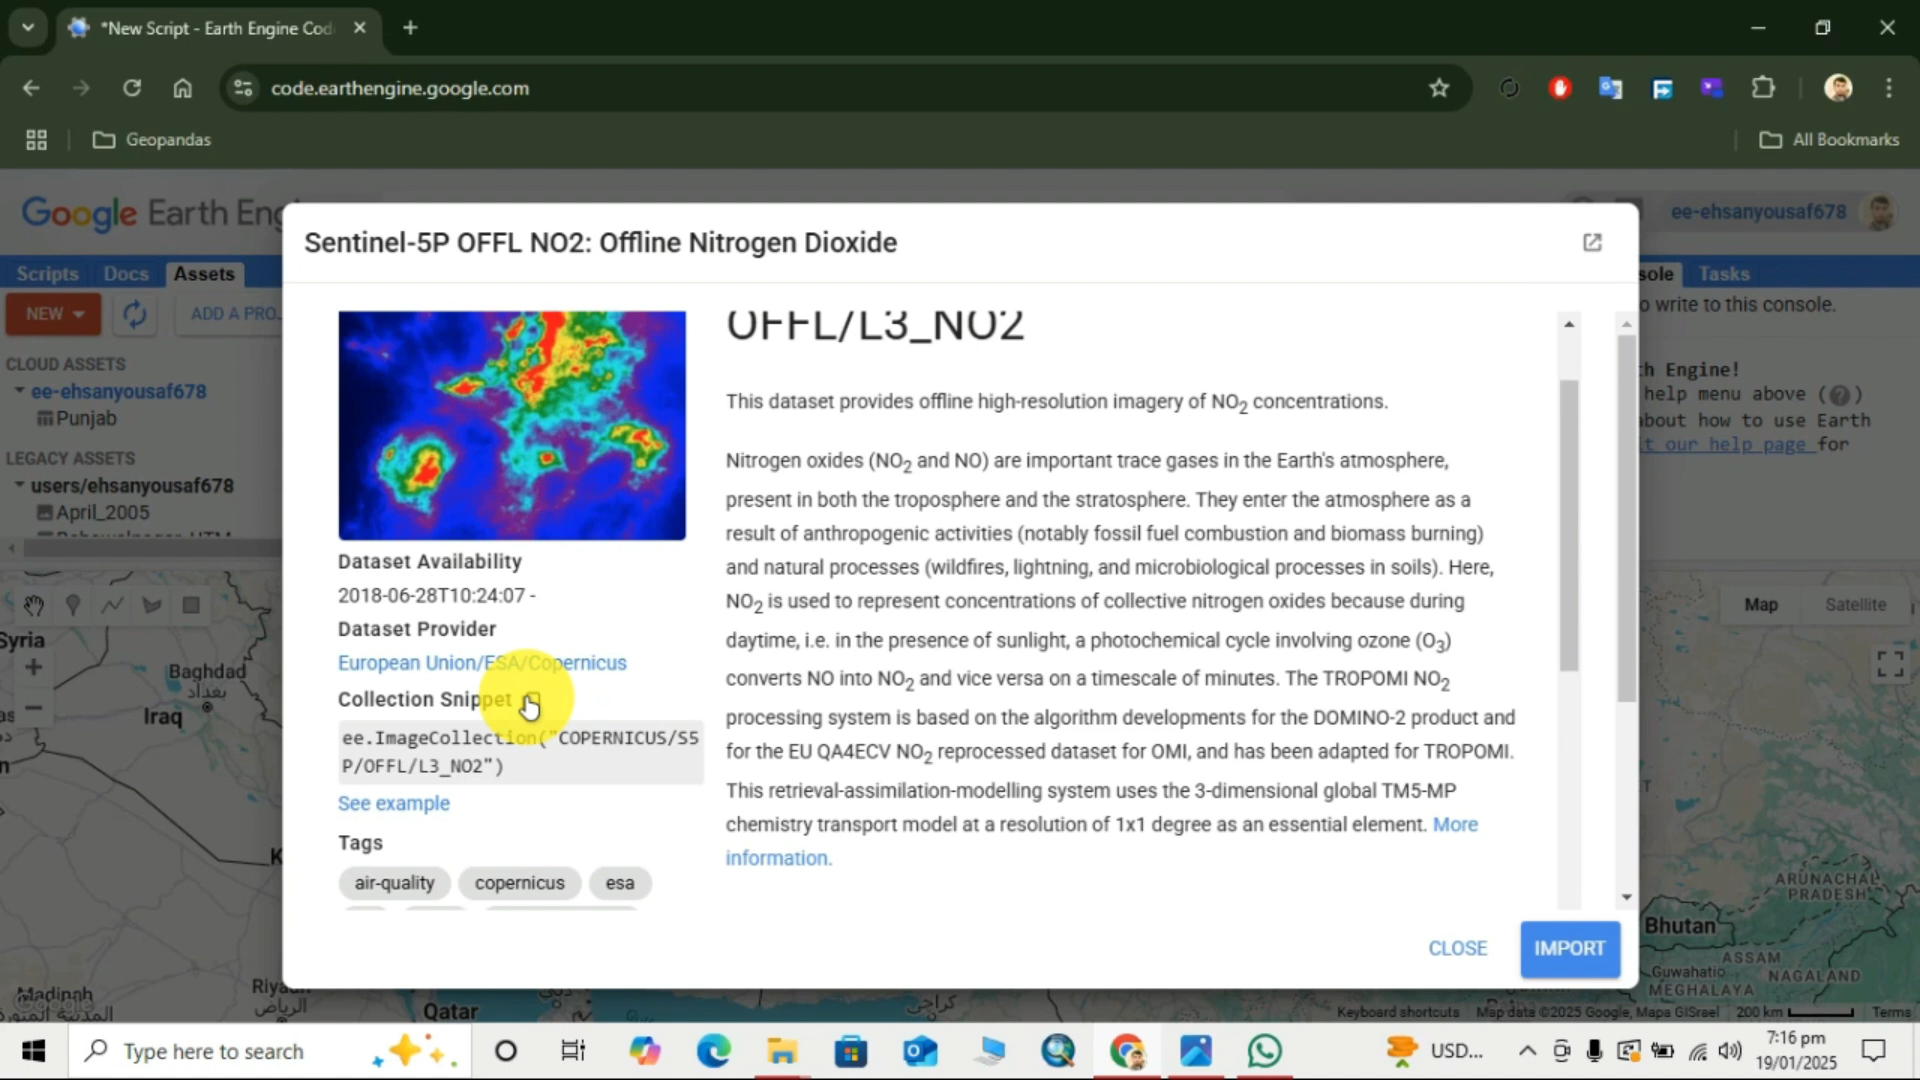 *New Script - Earth Engine Cod
code.earthengine.google.com
Geopandas
All Bookmarks
Google Earth Eng
ee-ehsanyousaf678
Scripts Docs Assets
sole Tasks
NEW
ADD A PRO
o write to this console.
CLOUD ASSETS
ee-ehsanyousaf678
Punjab
LEGACY ASSETS
users/ehsanyousaf678
April_2005
th Engine!
help menu above (?)
about how to use Earth
t our help page for
Sentinel-5P OFFL NO2: Offline Nitrogen Dioxide
OFFL/L3_NO2
This dataset provides offline high-resolution imagery of NO2 concentrations.
Nitrogen oxides (NO2 and NO) are important trace gases in the Earth's atmosphere,
present in both the troposphere and the stratosphere. They enter the atmosphere as a
result of anthropogenic activities (notably fossil fuel combustion and biomass burning)
and natural processes (wildfires, lightning, and microbiological processes in soils). Here,
NO2 is used to represent concentrations of collective nitrogen oxides because during
daytime, i.e. in the presence of sunlight, a photochemical cycle involving ozone (O3)
converts NO into NO2 and vice versa on a timescale of minutes. The TROPOMI NO2
processing system is based on the algorithm developments for the DOMINO-2 product and
for the EU QA4ECV NO2 reprocessed dataset for OMI, and has been adapted for TROPOMI.
This retrieval-assimilation-modelling system uses the 3-dimensional global TM5-MP
chemistry transport model at a resolution of 1x1 degree as an essential element. More
information.
Dataset Availability
2018-06-28T10:24:07 -
Dataset Provider
European Union/ESA/Copernicus
Collection Snippet
ee.ImageCollection("COPERNICUS/S5
P/OFFL/L3_NO2")
See example
Tags
air-quality copernicus esa
CLOSE
IMPORT
Map
Satellite
Syria
Baghdad
بغداد
Iraq
Madinah
المدينة المنورة
Riya
الرياض
Qatar
كراچی
ARUNACHAL
PRADESH
Bhutan
ASSAM
Guwahatio
NAGALAND
MEGHALAYA
Google
Keyboard shortcuts
Map data ©2025 Google, Mapa GISrael
200 km
Terms
Type here to search
USD...
7:16 pm
19/01/2025